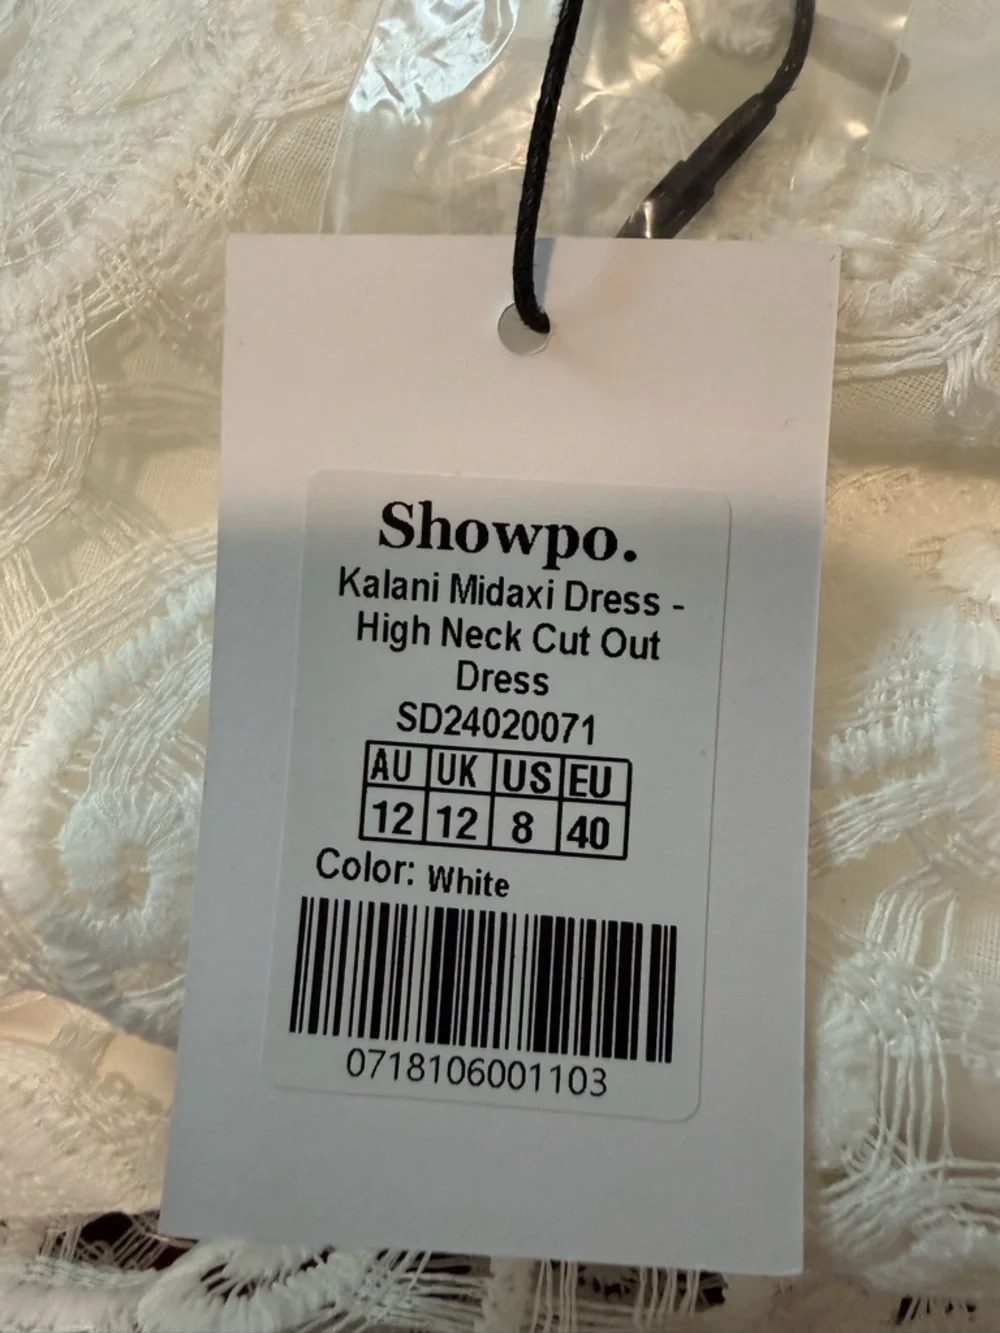 Showpo.
Kalani Midaxi Dress -
High Neck Cut Out
Dress
SD24020071
AU UK US EU
12 12 8 40
Color: White
0718106001103